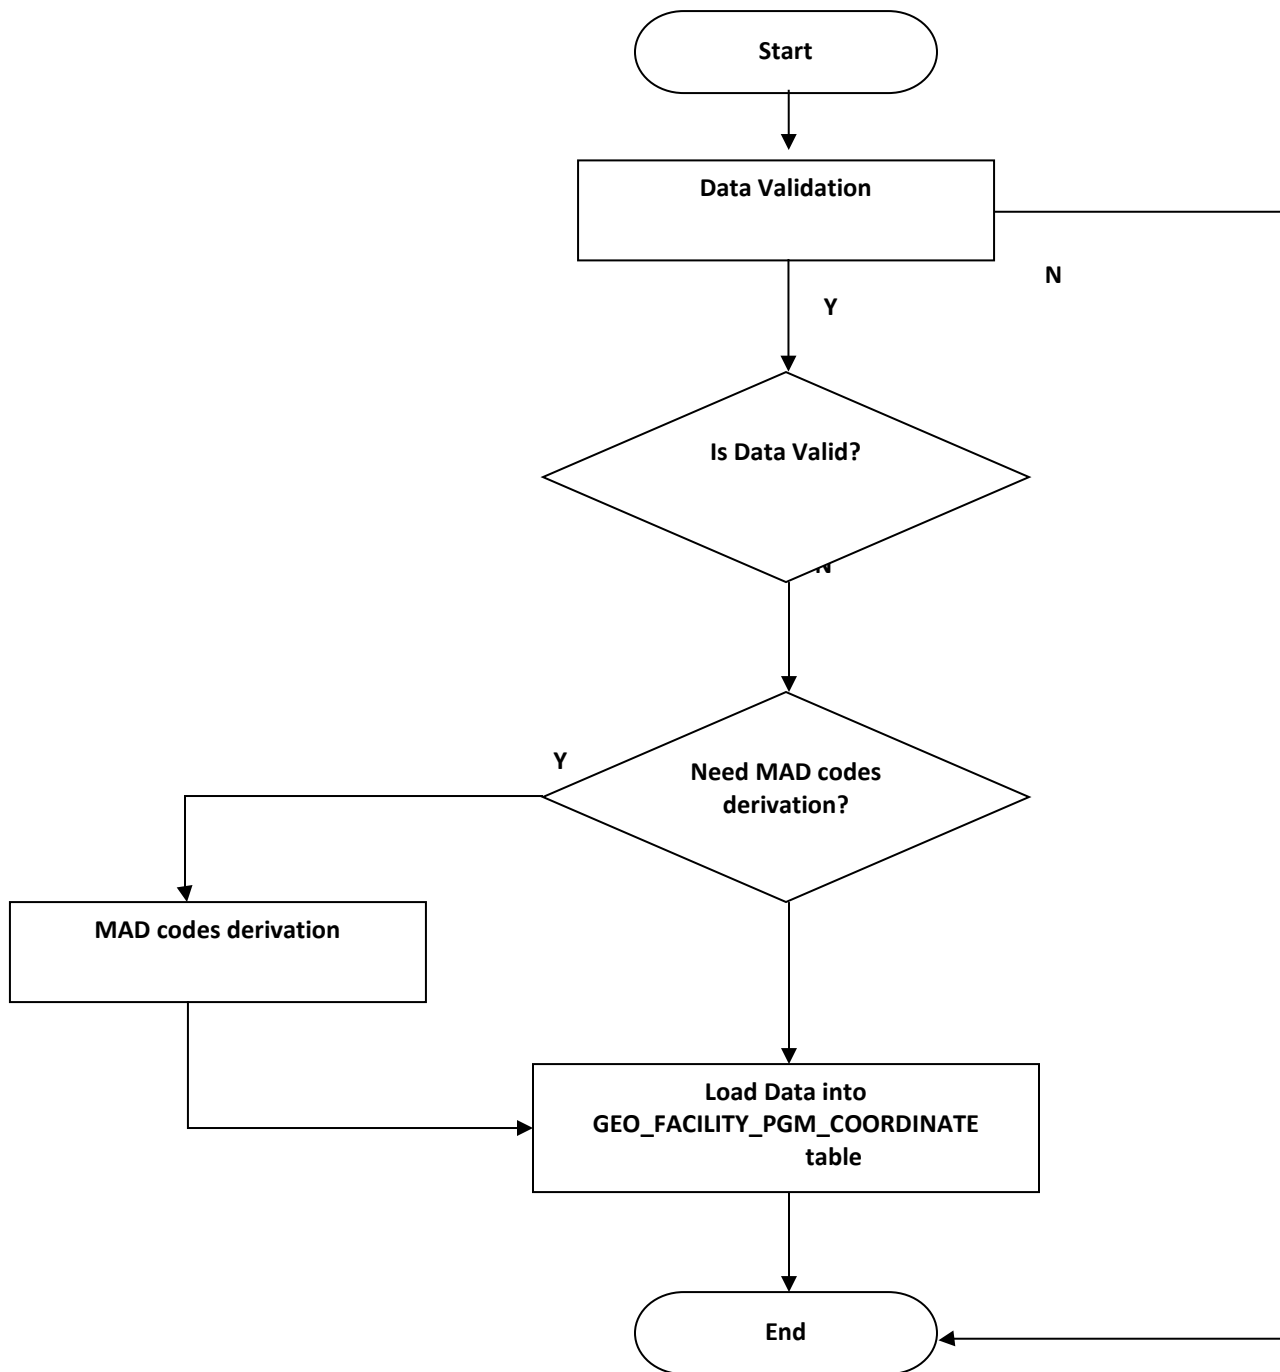 Start
Data Validation
N
Y
Is Data Valid?
N
Y
Need MAD codes
derivation?
MAD codes derivation
Load Data into
GEO_FACILITY_PGM_COORDINATE
table
End